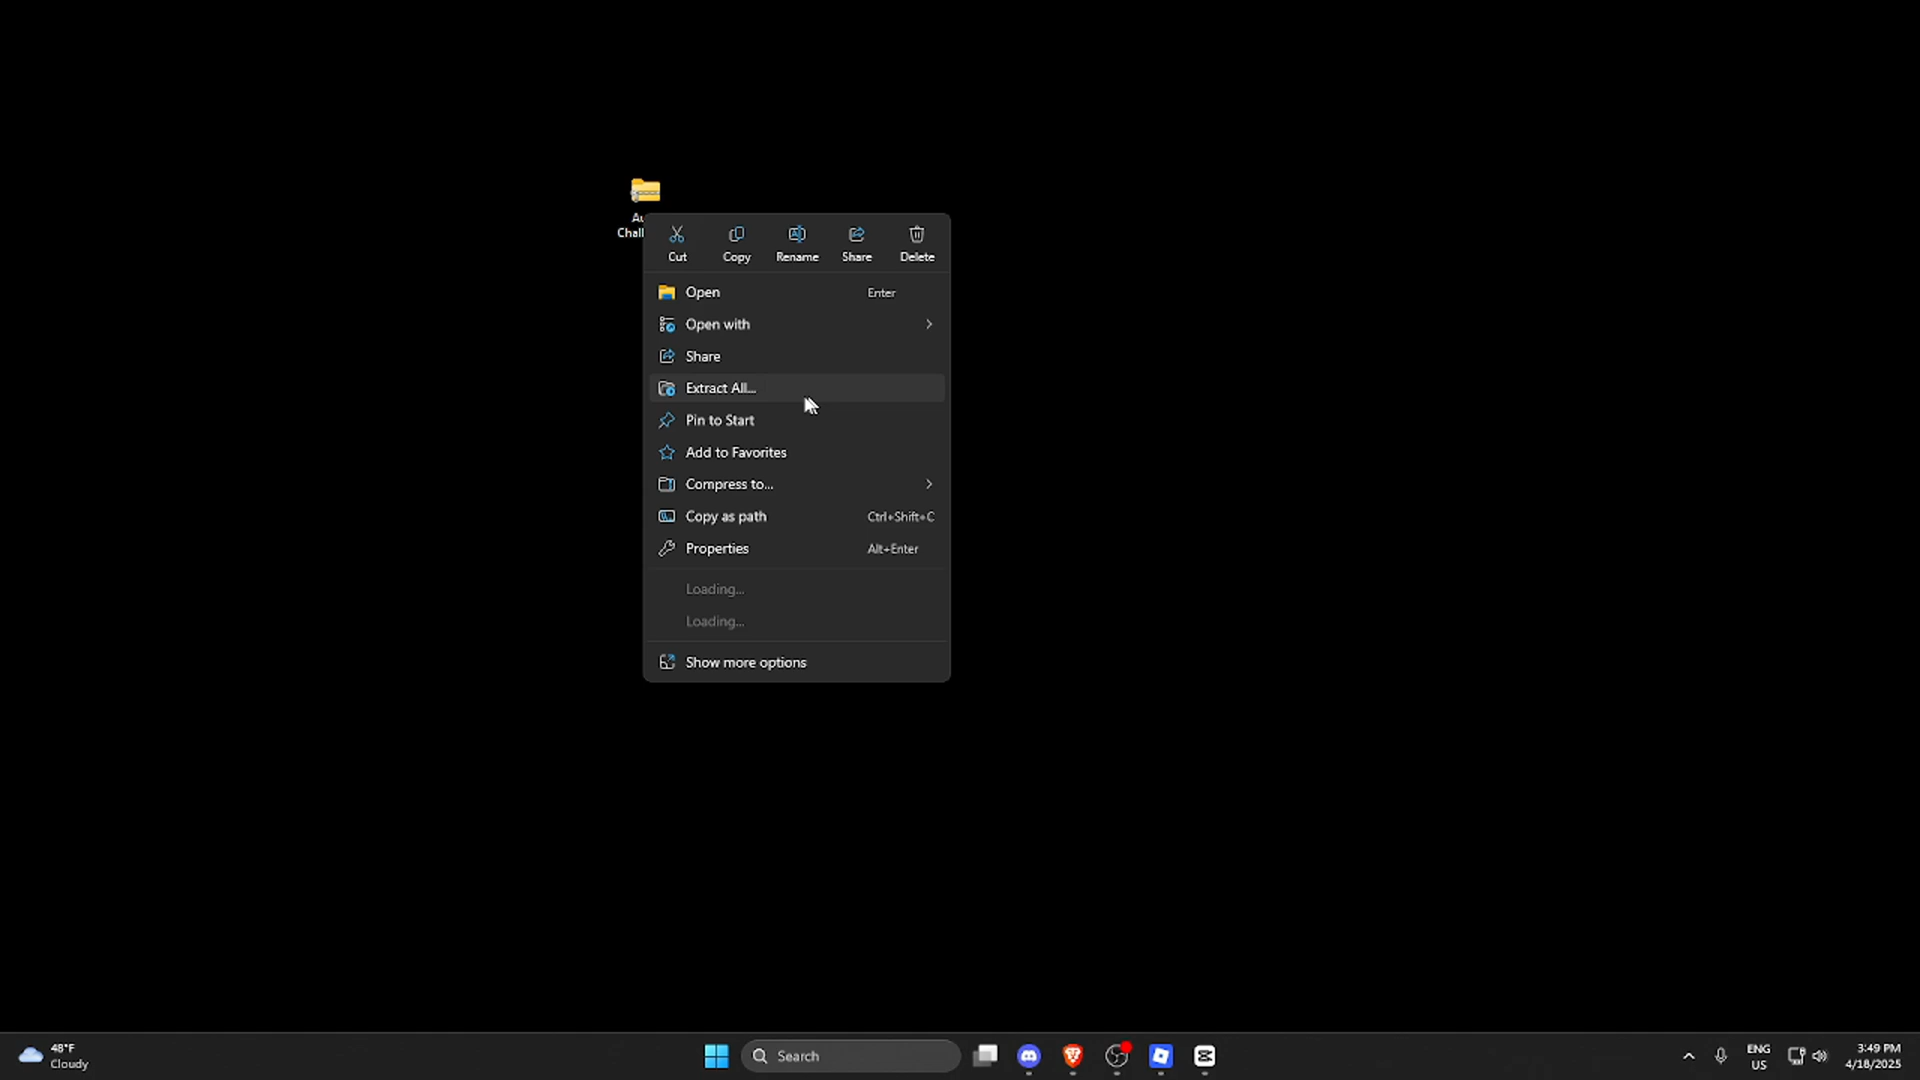 Cut
Copy
Rename
Share
Delete
Open
Enter
Open with
Share
Extract All...
Pin to Start
Add to Favorites
Compress to...
Copy as path
Ctrl+Shift+C
Properties
Alt+Enter
Loading...
Loading...
Show more options
48°F
Cloudy
Search
ENG
US
3:49 PM
4/18/2025